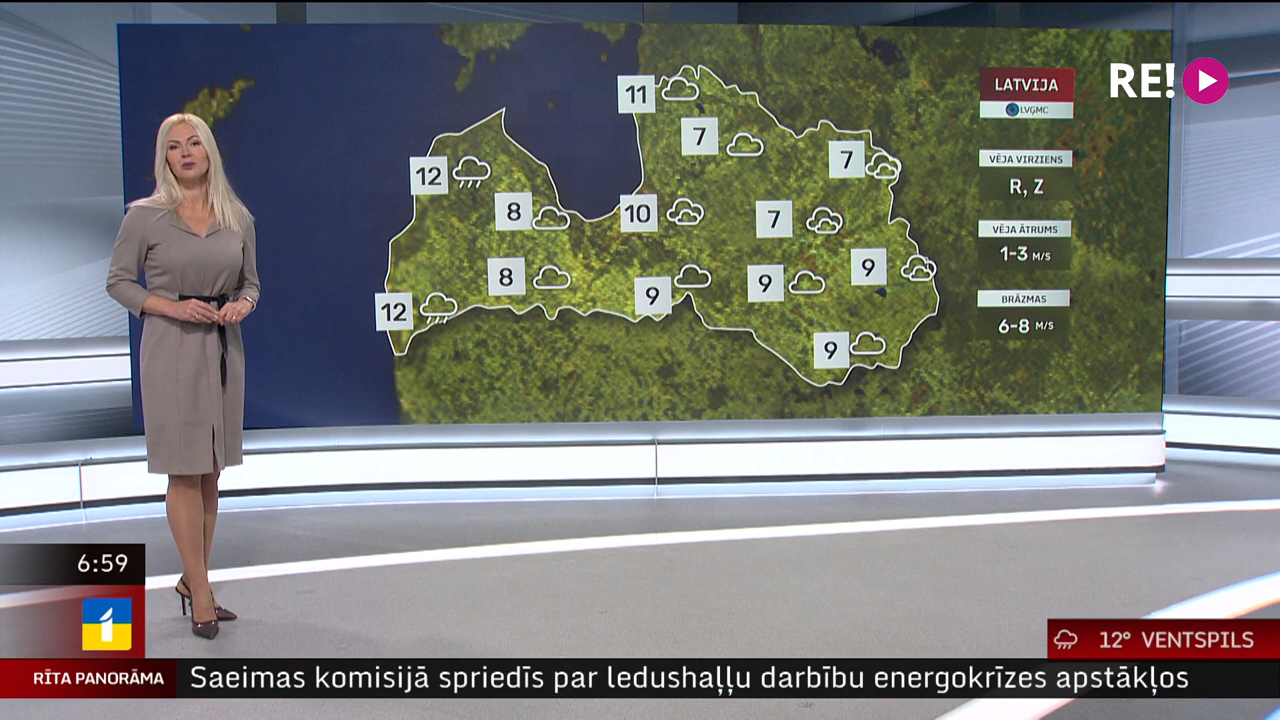 RE!
LATVIJA
LVĢMC
VĒJA VIRZIENS
R, Z
VĒJA ĀTRUMS
1-3 M/S
BRĀZMAS
6-8 M/S
11
7
7
12
8
10
7
8
9
9
9
12
9
6:59
1
12° VENTSPILS
RĪTA PANORĀMA
Saeimas komisijā spriedīs par ledushaļļu darbību energokrīzes apstākļos